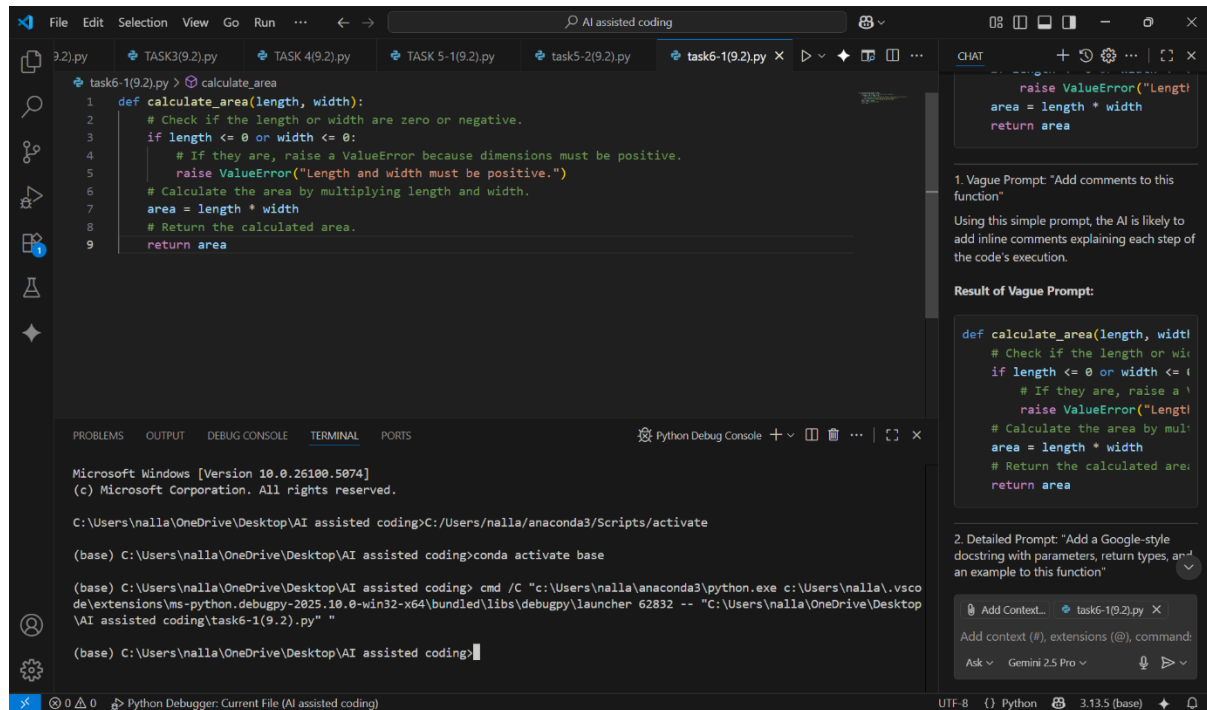 File Edit Selection View Go Run ··· AI assisted coding
9.2).py TASK3(9.2).py TASK 4(9.2).py TASK 5-1(9.2).py task5-2(9.2).py task6-1(9.2).py
task6-1(9.2).py > calculate_area
1 def calculate_area(length, width):
2 # Check if the length or width are zero or negative.
3 if length <= 0 or width <= 0:
4 # If they are, raise a ValueError because dimensions must be positive.
5 raise ValueError("Length and width must be positive.")
6 # Calculate the area by multiplying length and width.
7 area = length * width
8 # Return the calculated area.
9 return area
1
PROBLEMS OUTPUT DEBUG CONSOLE TERMINAL PORTS Python Debug Console
Microsoft Windows [Version 10.0.26100.5074]
(c) Microsoft Corporation. All rights reserved.
C:\Users\nalla\OneDrive\Desktop\AI assisted coding>C:/Users/nalla/anaconda3/Scripts/activate
(base) C:\Users\nalla\OneDrive\Desktop\AI assisted coding>conda activate base
(base) C:\Users\nalla\OneDrive\Desktop\AI assisted coding> cmd /C "c:\Users\nalla\anaconda3\python.exe c:\Users\nalla\.vsco
de\extensions\ms-python.debugpy-2025.10.0-win32-x64\bundled\libs\debugpy\launcher 62832 -- "C:\Users\nalla\OneDrive\Desktop
\AI assisted coding\task6-1(9.2).py" "
(base) C:\Users\nalla\OneDrive\Desktop\AI assisted coding>
CHAT
raise ValueError("Lengt
area = length * width
return area
1. Vague Prompt: "Add comments to this
function"
Using this simple prompt, the AI is likely to
add inline comments explaining each step of
the code's execution.
Result of Vague Prompt:
def calculate_area(length, widt
# Check if the length or wi
if length <= 0 or width <=
# If they are, raise a
raise ValueError("Lengt
# Calculate the area by mul
area = length * width
# Return the calculated are
return area
2. Detailed Prompt: "Add a Google-style
docstring with parameters, return types, and
an example to this function"
Add Context... task6-1(9.2).py
Add context (#), extensions (@), command
Ask Gemini 2.5 Pro
0 0 Python Debugger: Current File (AI assisted coding) UTF-8 {} Python 3.13.5 (base)